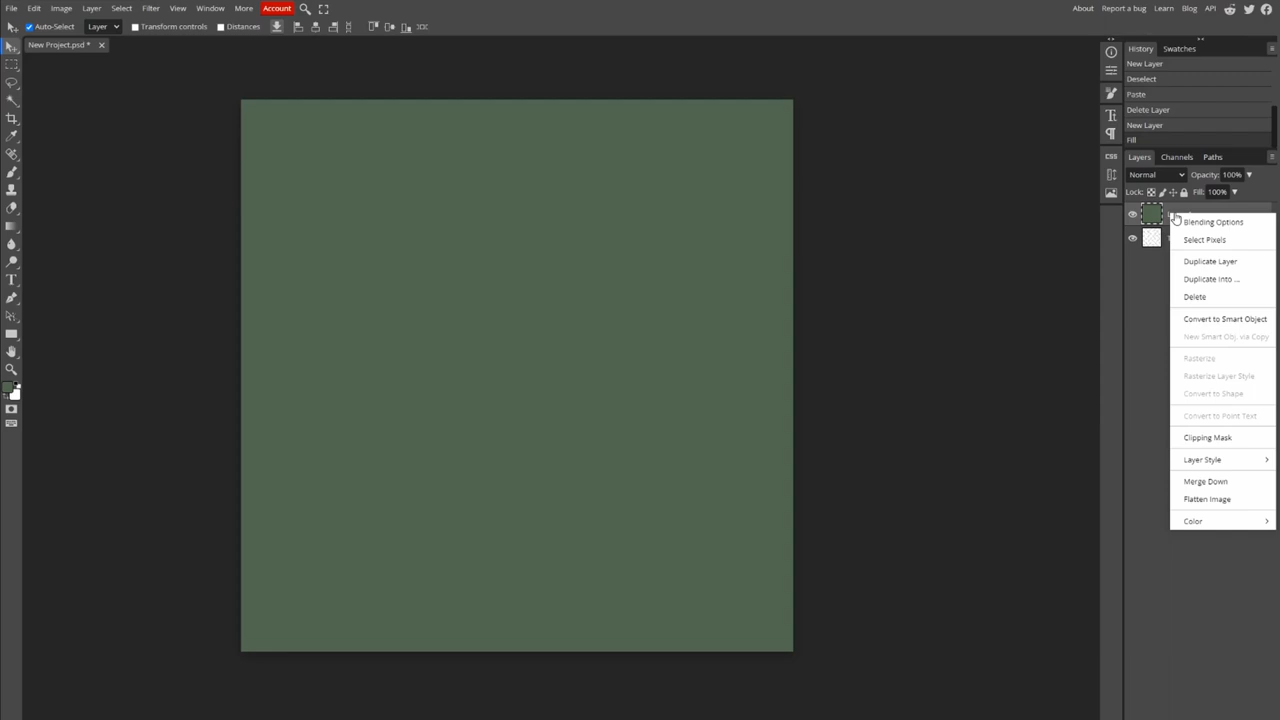 File Edit Image Layer Select Filter View Window More Account About Report a bug Learn Blog API
Auto-Select Layer Transform controls Distances
New Project.psd *
History Swatches
New Layer
Deselect
Paste
Delete Layer
New Layer
Fill
CSS
Layers Channels Paths
Normal Opacity: 100%
Lock: Fill: 100%
Blending Options
Select Pixels
Duplicate Layer
Duplicate Into ...
Delete
Convert to Smart Object
New Smart Obj. via Copy
Rasterize
Rasterize Layer Style
Convert to Shape
Convert to Point Text
Clipping Mask
Layer Style
Merge Down
Flatten Image
Color